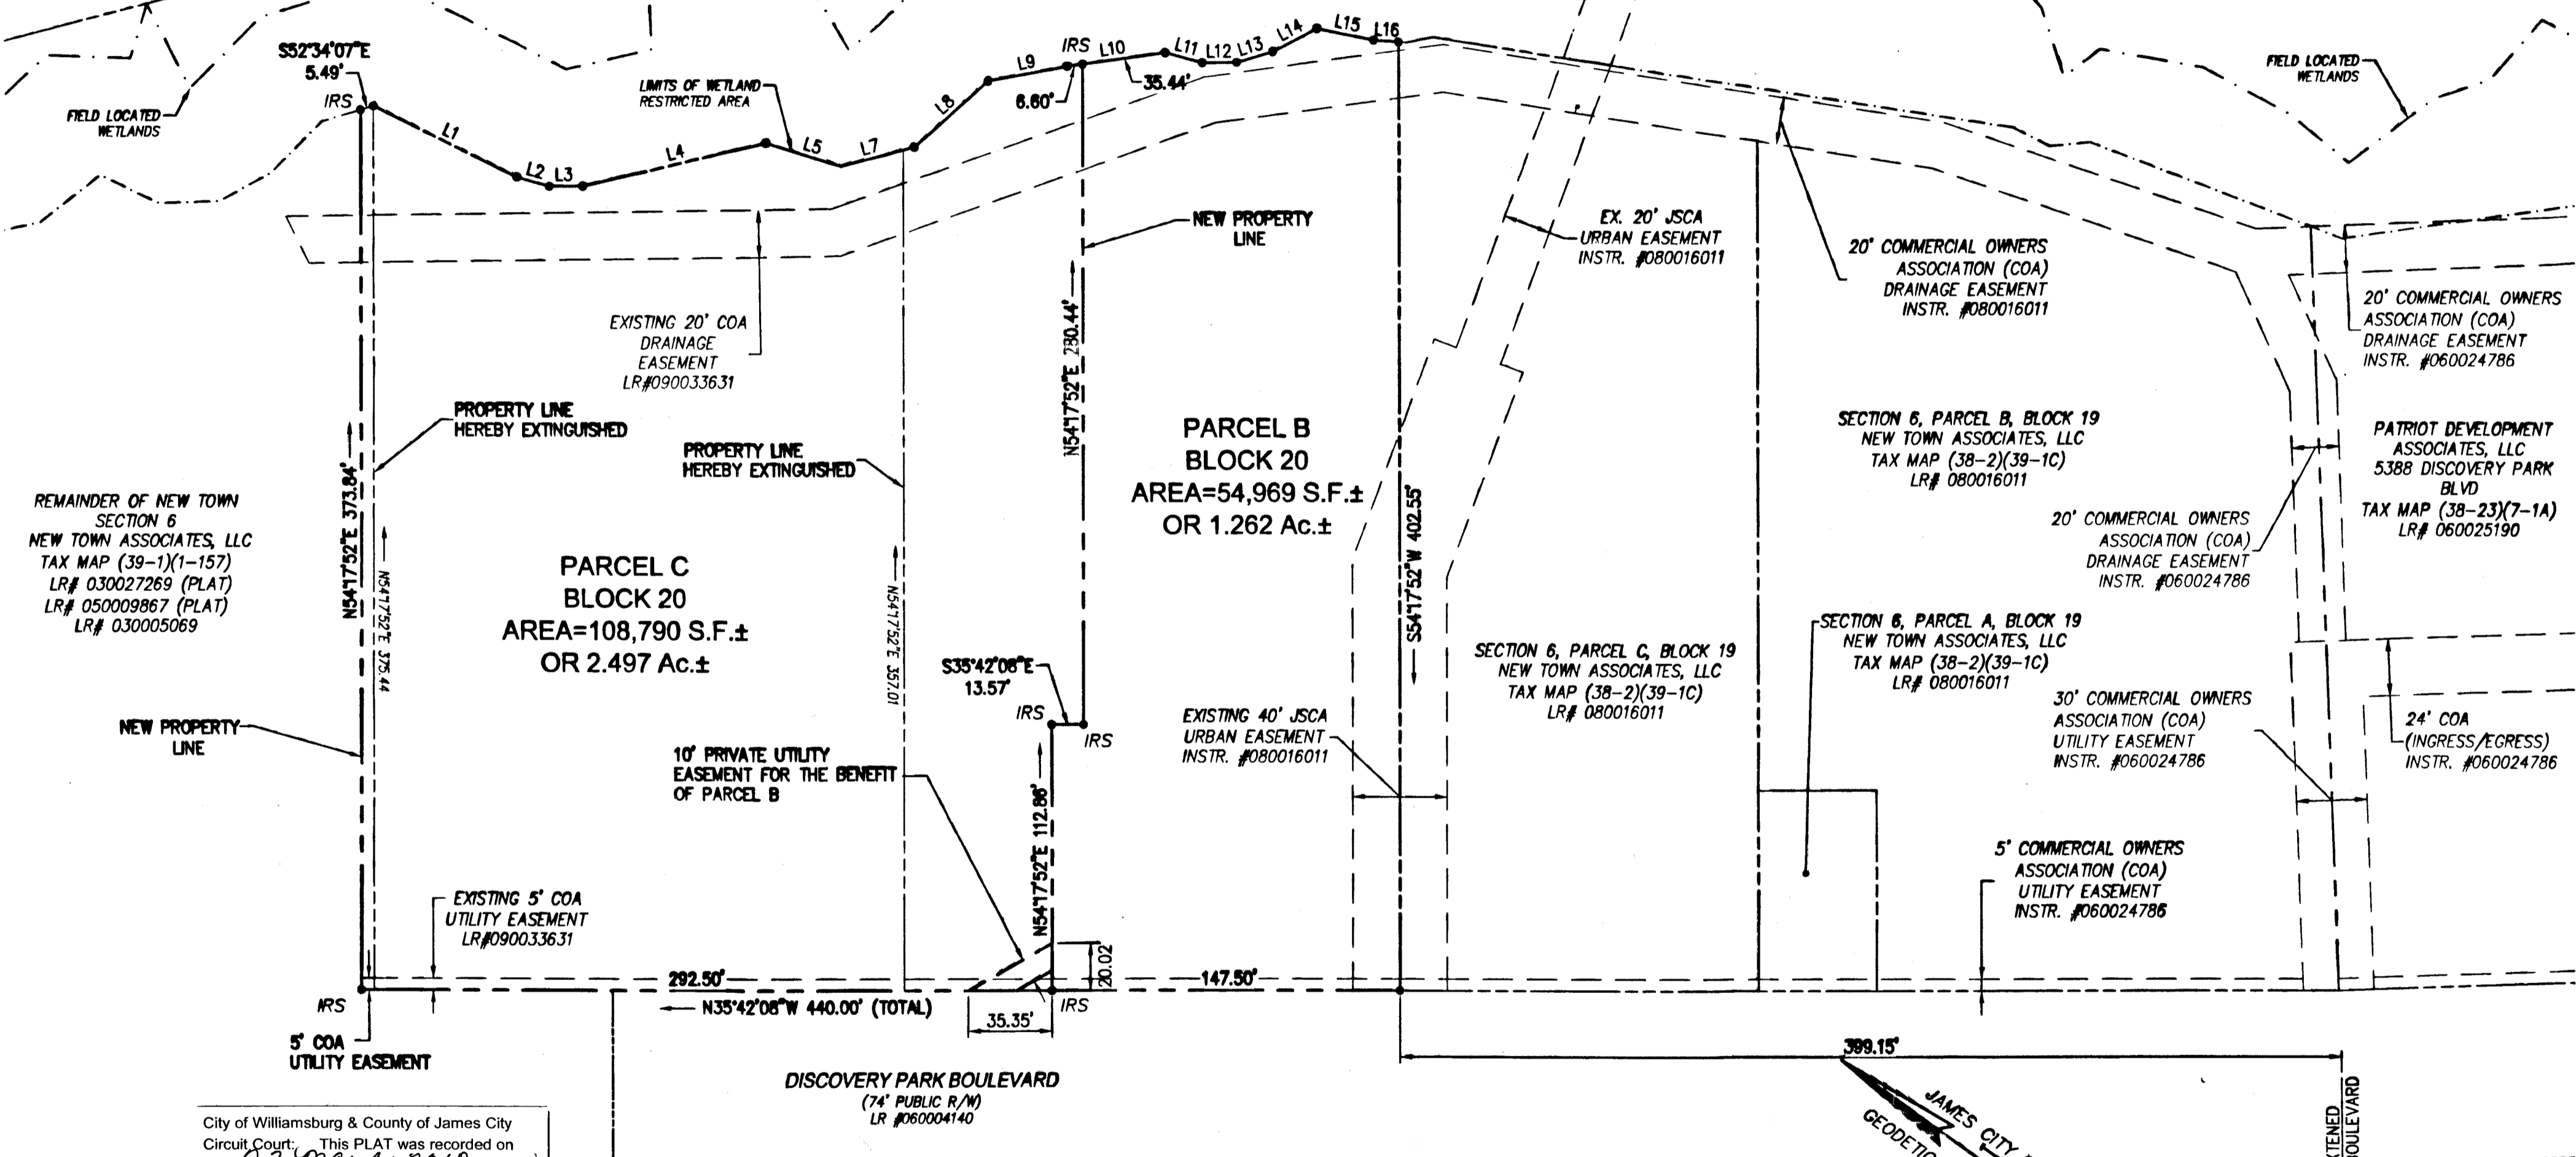 S52°34'07"E
5.49'
IRS
FIELD LOCATED
WETLANDS
L1
L2
L3
L4
LIMITS OF WETLAND
RESTRICTED AREA
L5
L7
L8
L9
IRS
6.60'
L10
35.44'
L11
L12
L13
L14
L15
L16
FIELD LOCATED
WETLANDS
NEW PROPERTY
LINE
EX. 20' JSCA
URBAN EASEMENT
INSTR. #080016011
20' COMMERCIAL OWNERS
ASSOCIATION (COA)
DRAINAGE EASEMENT
INSTR. #080016011
20' COMMERCIAL OWNERS
ASSOCIATION (COA)
DRAINAGE EASEMENT
INSTR. #060024786
EXISTING 20' COA
DRAINAGE
EASEMENT
LR#090033631
PROPERTY LINE
HEREBY EXTINGUISHED
PROPERTY LINE
HEREBY EXTINGUISHED
N54°17'52"E 373.84'
N54°17'52"E 375.44
N54°17'52"E 357.01
N54°17'52"E 280.44'
S54°17'52"W 402.55'
REMAINDER OF NEW TOWN
SECTION 6
NEW TOWN ASSOCIATES, LLC
TAX MAP (39-1)(1-157)
LR# 030027269 (PLAT)
LR# 050009867 (PLAT)
LR# 030005069
PARCEL C
BLOCK 20
AREA=108,790 S.F.±
OR 2.497 Ac.±
PARCEL B
BLOCK 20
AREA=54,969 S.F.±
OR 1.262 Ac.±
SECTION 6, PARCEL B, BLOCK 19
NEW TOWN ASSOCIATES, LLC
TAX MAP (38-2)(39-1C)
LR# 080016011
PATRIOT DEVELOPMENT
ASSOCIATES, LLC
5388 DISCOVERY PARK
BLVD
TAX MAP (38-23)(7-1A)
LR# 060025190
20' COMMERCIAL OWNERS
ASSOCIATION (COA)
DRAINAGE EASEMENT
INSTR. #060024786
SECTION 6, PARCEL A, BLOCK 19
NEW TOWN ASSOCIATES, LLC
TAX MAP (38-2)(39-1C)
LR# 080016011
SECTION 6, PARCEL C, BLOCK 19
NEW TOWN ASSOCIATES, LLC
TAX MAP (38-2)(39-1C)
LR# 080016011
S35°42'08"E
13.57'
IRS
IRS
NEW PROPERTY
LINE
10' PRIVATE UTILITY
EASEMENT FOR THE BENEFIT
OF PARCEL B
EXISTING 40' JSCA
URBAN EASEMENT
INSTR. #080016011
30' COMMERCIAL OWNERS
ASSOCIATION (COA)
UTILITY EASEMENT
INSTR. #060024786
24' COA
(INGRESS/EGRESS)
INSTR. #060024786
N54°17'52"E 112.86'
EXISTING 5' COA
UTILITY EASEMENT
LR#090033631
5' COMMERCIAL OWNERS
ASSOCIATION (COA)
UTILITY EASEMENT
INSTR. #060024786
20.02
292.50'
147.50'
IRS
N35°42'08"W 440.00' (TOTAL)
IRS
35.35'
5' COA
UTILITY EASEMENT
399.15'
DISCOVERY PARK BOULEVARD
(74' PUBLIC R/W)
LR #060004140
JAMES CITY
GEODETIC
BOULEVARD
City of Williamsburg & County of James City
Circuit Court: This PLAT was recorded on